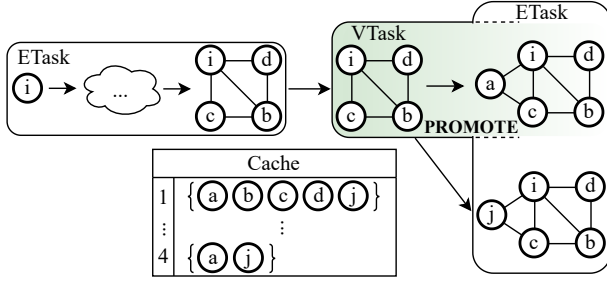 ETask
i
...
i d
c b
VTask
i d
c b
PROMOTE
ETask
a i d
c b
j i d
c b
Cache
1 { a b c d j }
⋮ ⋮
4 { a j }